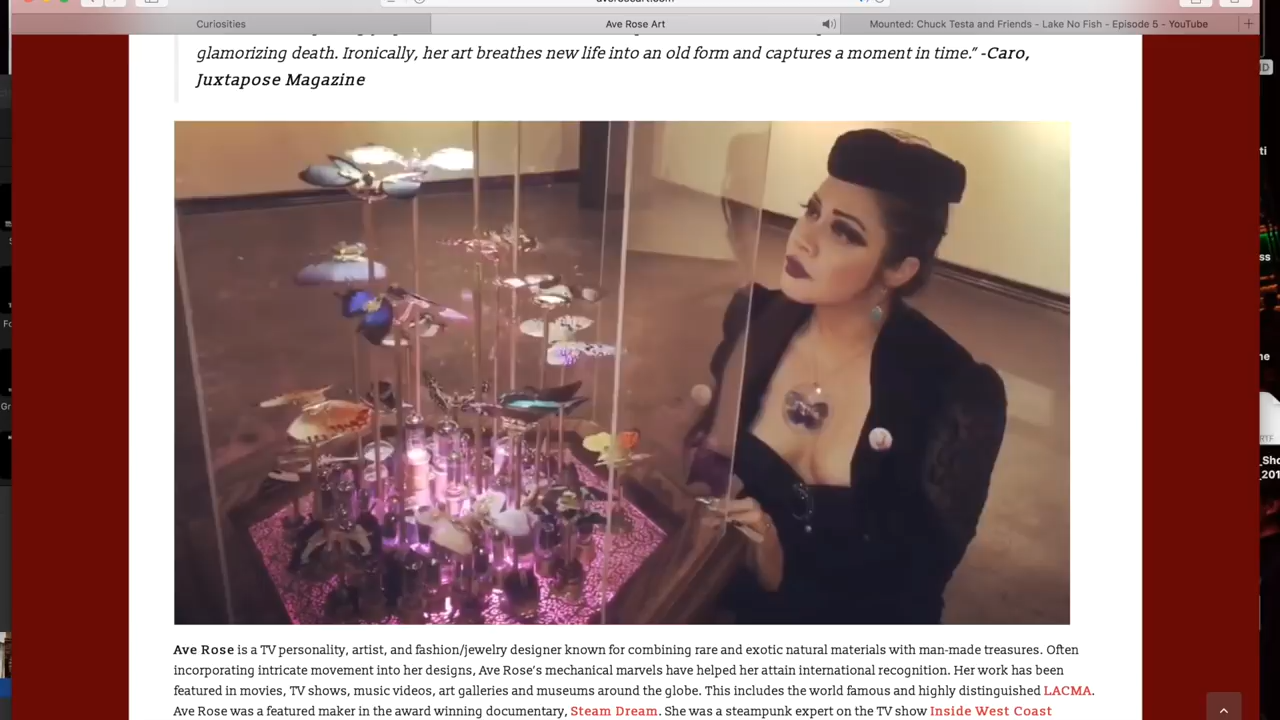 averoseart.com
Curiosities
Ave Rose Art
Mounted: Chuck Testa and Friends - Lake No Fish - Episode 5 - YouTube
glamorizing death. Ironically, her art breathes new life into an old form and captures a moment in time.” -Caro,
Juxtapose Magazine
Ave Rose is a TV personality, artist, and fashion/jewelry designer known for combining rare and exotic natural materials with man-made treasures. Often
incorporating intricate movement into her designs, Ave Rose's mechanical marvels have helped her attain international recognition. Her work has been
featured in movies, TV shows, music videos, art galleries and museums around the globe. This includes the world famous and highly distinguished LACMA.
Ave Rose was a featured maker in the award winning documentary, Steam Dream. She was a steampunk expert on the TV show Inside West Coast